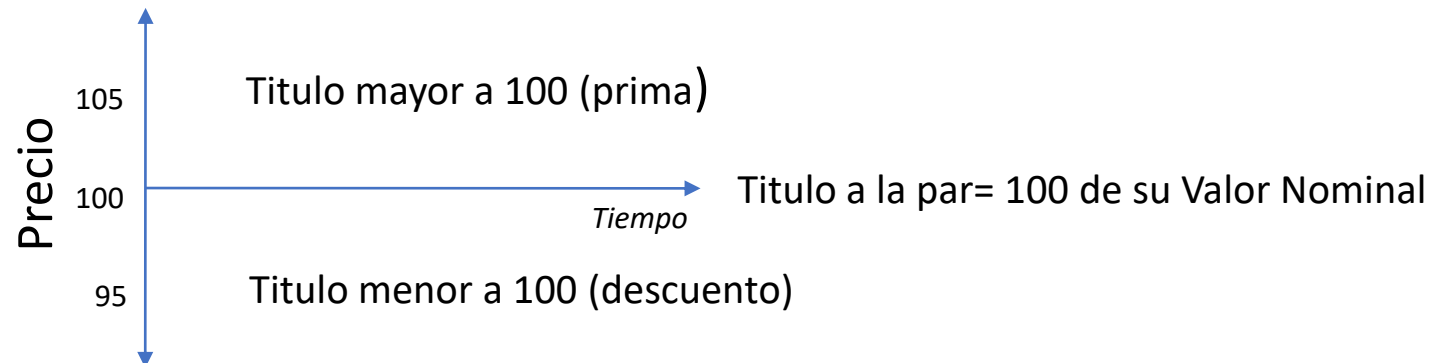 105
Titulo mayor a 100 (prima)
Precio
100
Titulo a la par= 100 de su Valor Nominal
Tiempo
95
Titulo menor a 100 (descuento)